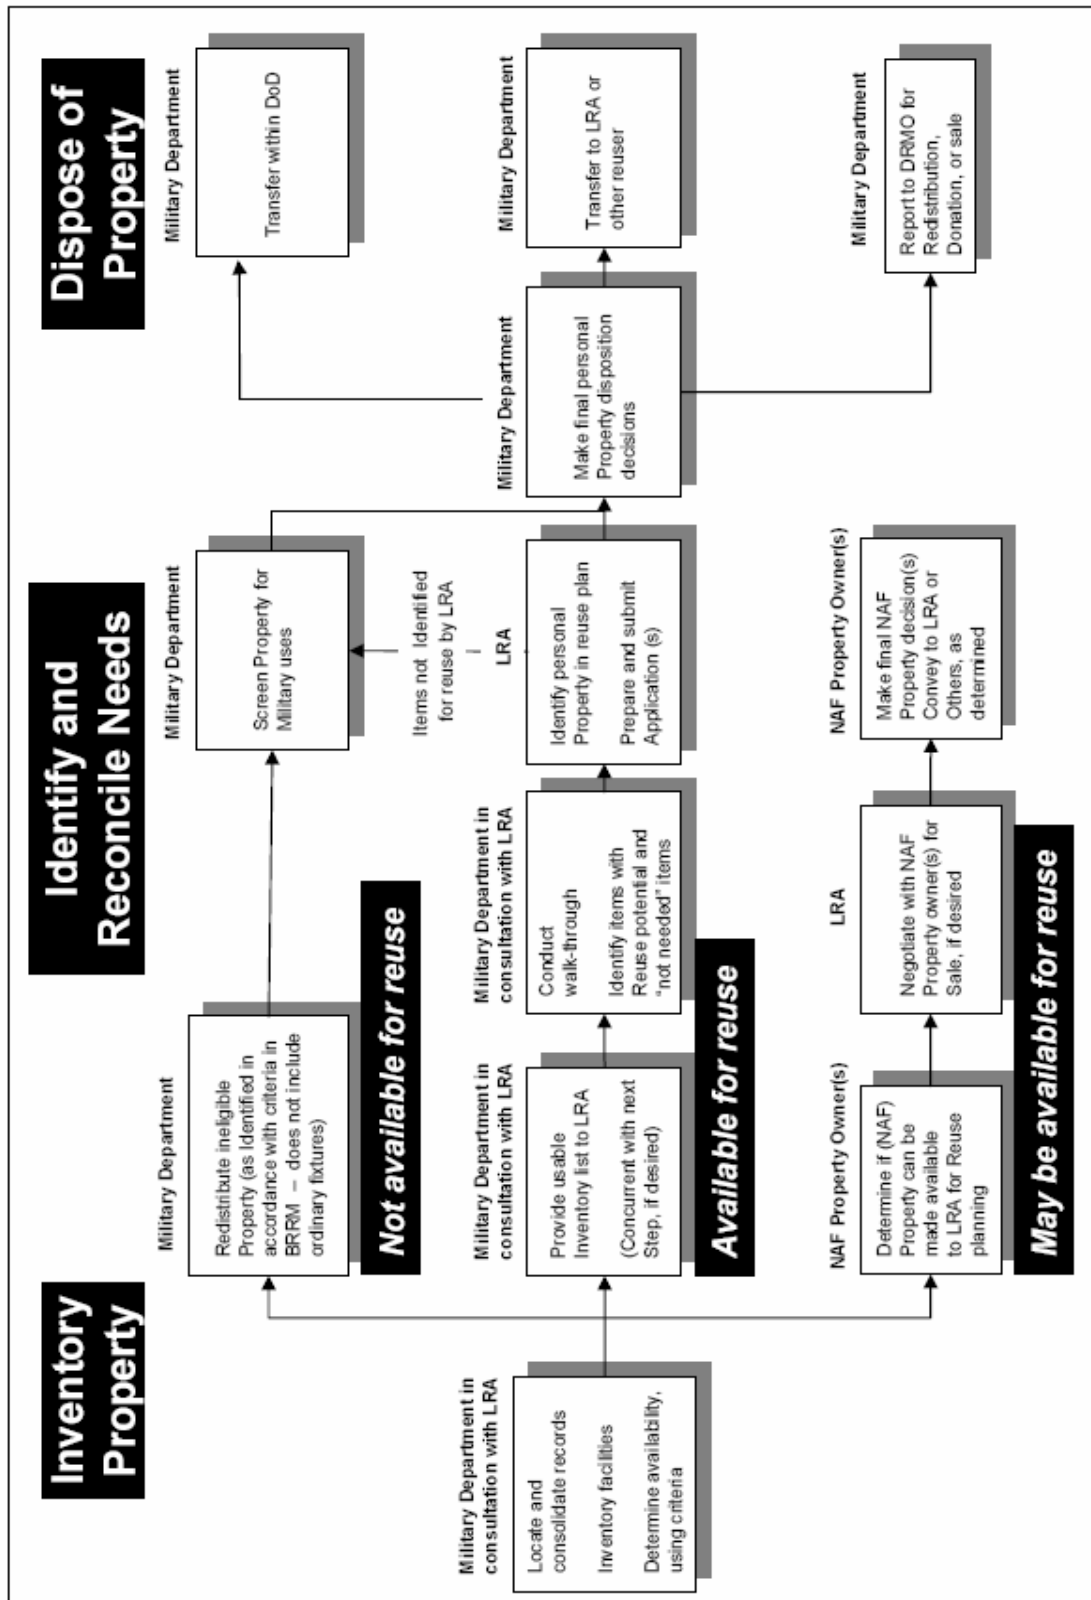 Inventory
Property
Identify and
Reconcile Needs
Dispose of
Property
Military Department in
consultation with LRA
Locate and
consolidate records
Inventory facilities
Determine availability,
using criteria
Military Department
Redistribute ineligible
Property (as Identified in
accordance with criteria in
BRRM – does not include
ordinary fixtures)
Not available for reuse
Military Department
Screen Property for
Military uses
Items not Identified
for reuse by LRA
Military Department
Transfer within DoD
Military Department in
consultation with LRA
Provide usable
Inventory list to LRA
(Concurrent with next
Step, if desired)
Available for reuse
Military Department in
consultation with LRA
Conduct
walk-through
Identify items with
Reuse potential and
“not needed” items
LRA
Identify personal
Property in reuse plan
Prepare and submit
Application (s)
Military Department
Make final personal
Property disposition
decisions
Military Department
Transfer to LRA or
other reuser
NAF Property Owner(s)
Determine if (NAF)
Property can be
made available
to LRA for Reuse
planning
May be available for reuse
LRA
Negotiate with NAF
Property owner(s) for
Sale, if desired
NAF Property Owner(s)
Make final NAF
Property decision(s)
Convey to LRA or
Others, as
determined
Military Department
Report to DRMO for
Redistribution,
Donation, or sale